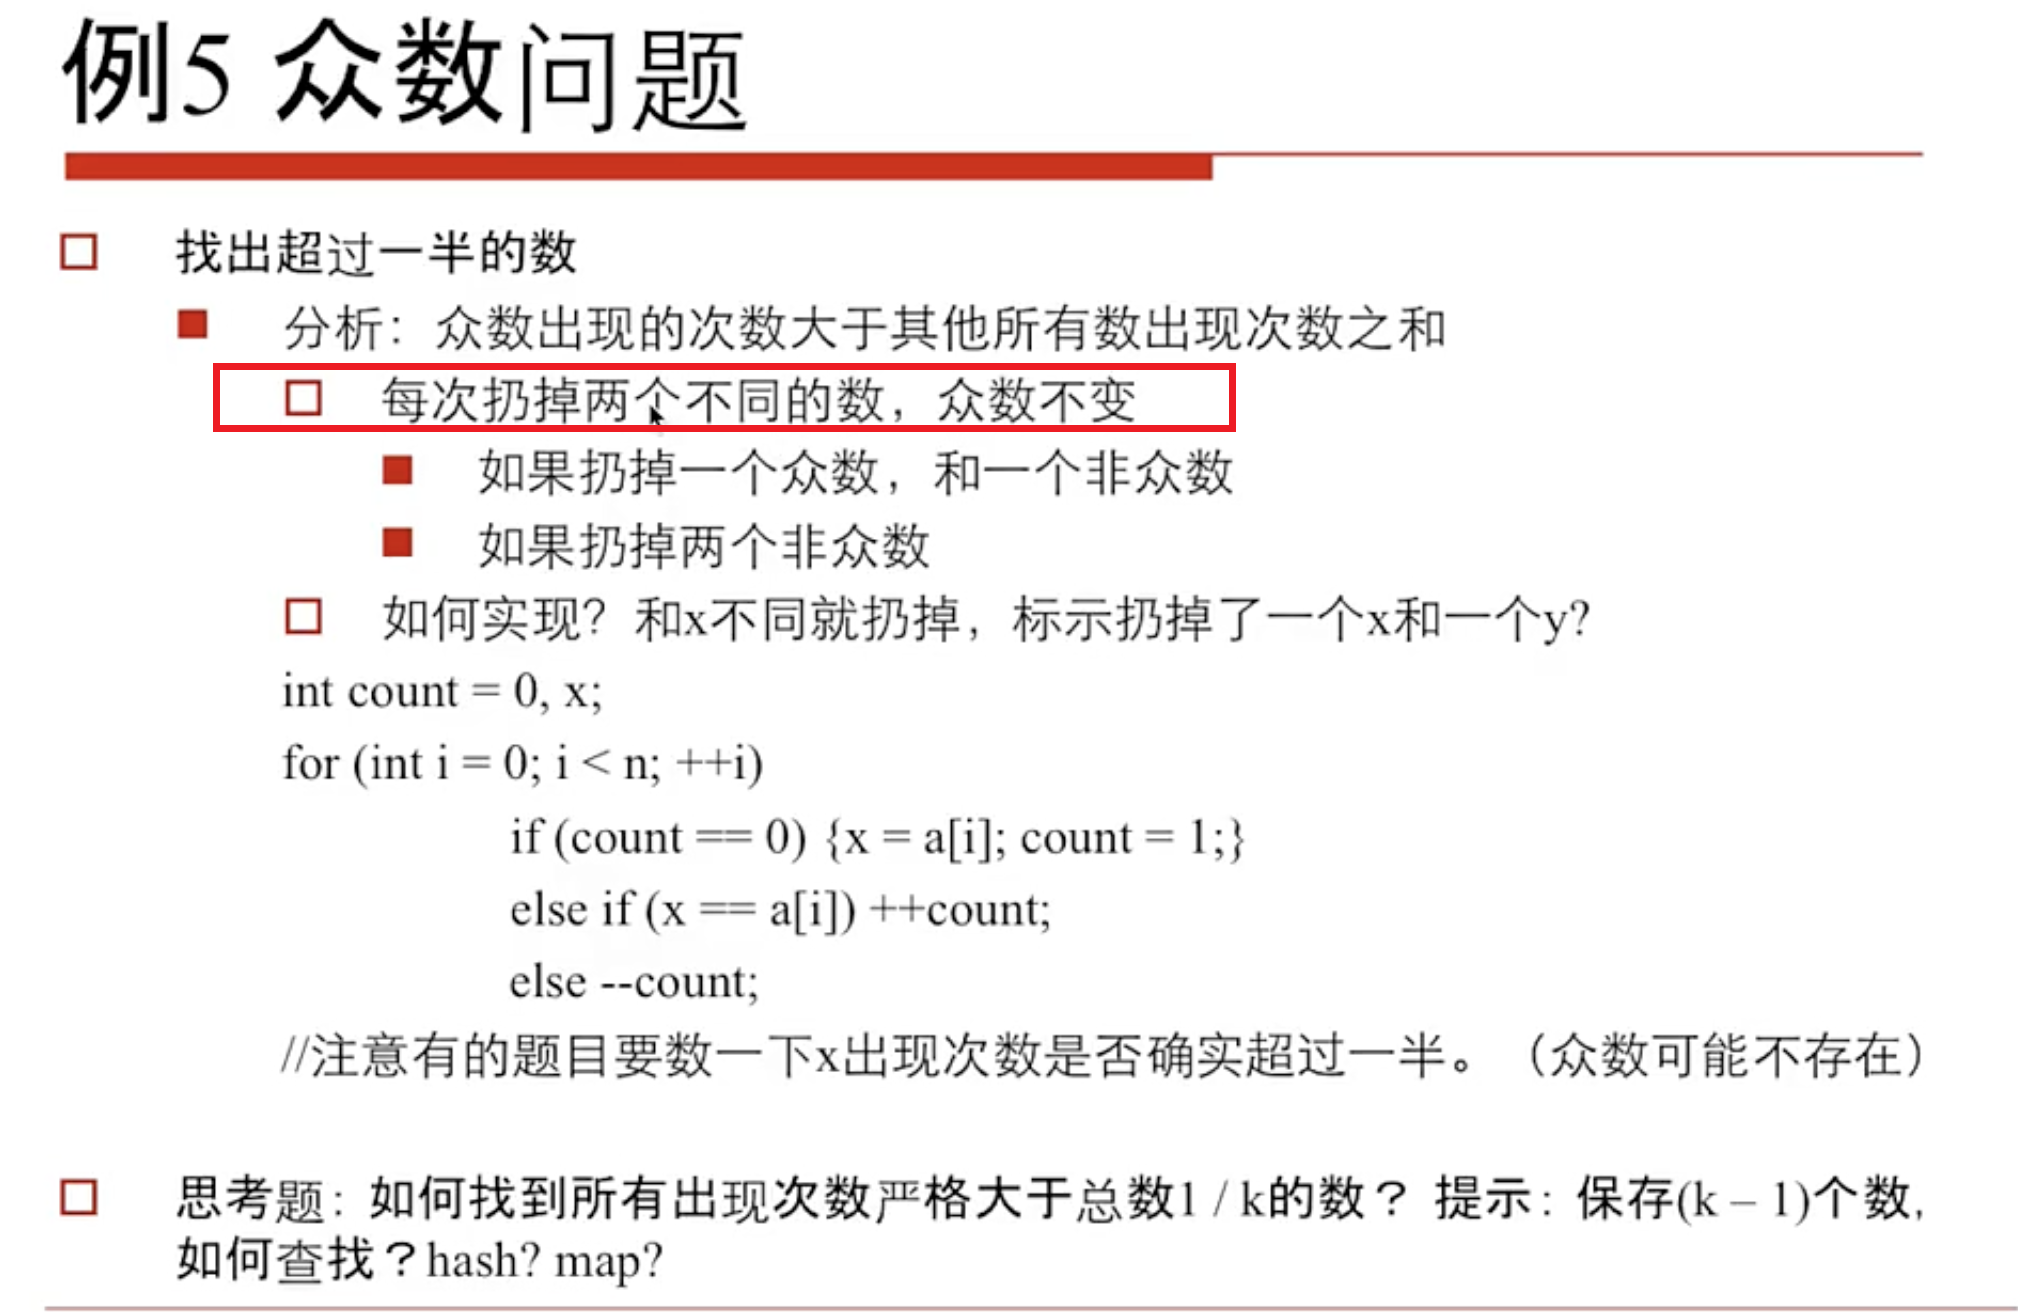 例5 众数问题
找出超过一半的数
分析：众数出现的次数大于其他所有数出现次数之和
每次扔掉两个不同的数，众数不变
如果扔掉一个众数，和一个非众数
如果扔掉两个非众数
如何实现？和x不同就扔掉，标示扔掉了一个x和一个y?
int count = 0, x;
for (int i = 0; i < n; ++i)
if (count == 0) {x = a[i]; count = 1;}
else if (x == a[i]) ++count;
else --count;
//注意有的题目要数一下x出现次数是否确实超过一半。（众数可能不存在）
思考题：如何找到所有出现次数严格大于总数1 / k的数？ 提示：保存(k – 1)个数,
如何查找？hash? map?